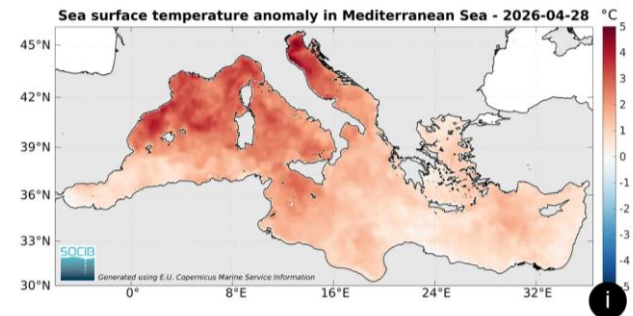 Sea surface temperature anomaly in Mediterranean Sea - 2026-04-28 °C
45°N
42°N
39°N
36°N
33°N
30°N
0°
8°E
16°E
24°E
32°E
5
4
3
2
1
0
-1
-2
-3
-4
SOCIB
Generated using E.U. Copernicus Marine Service Information
i